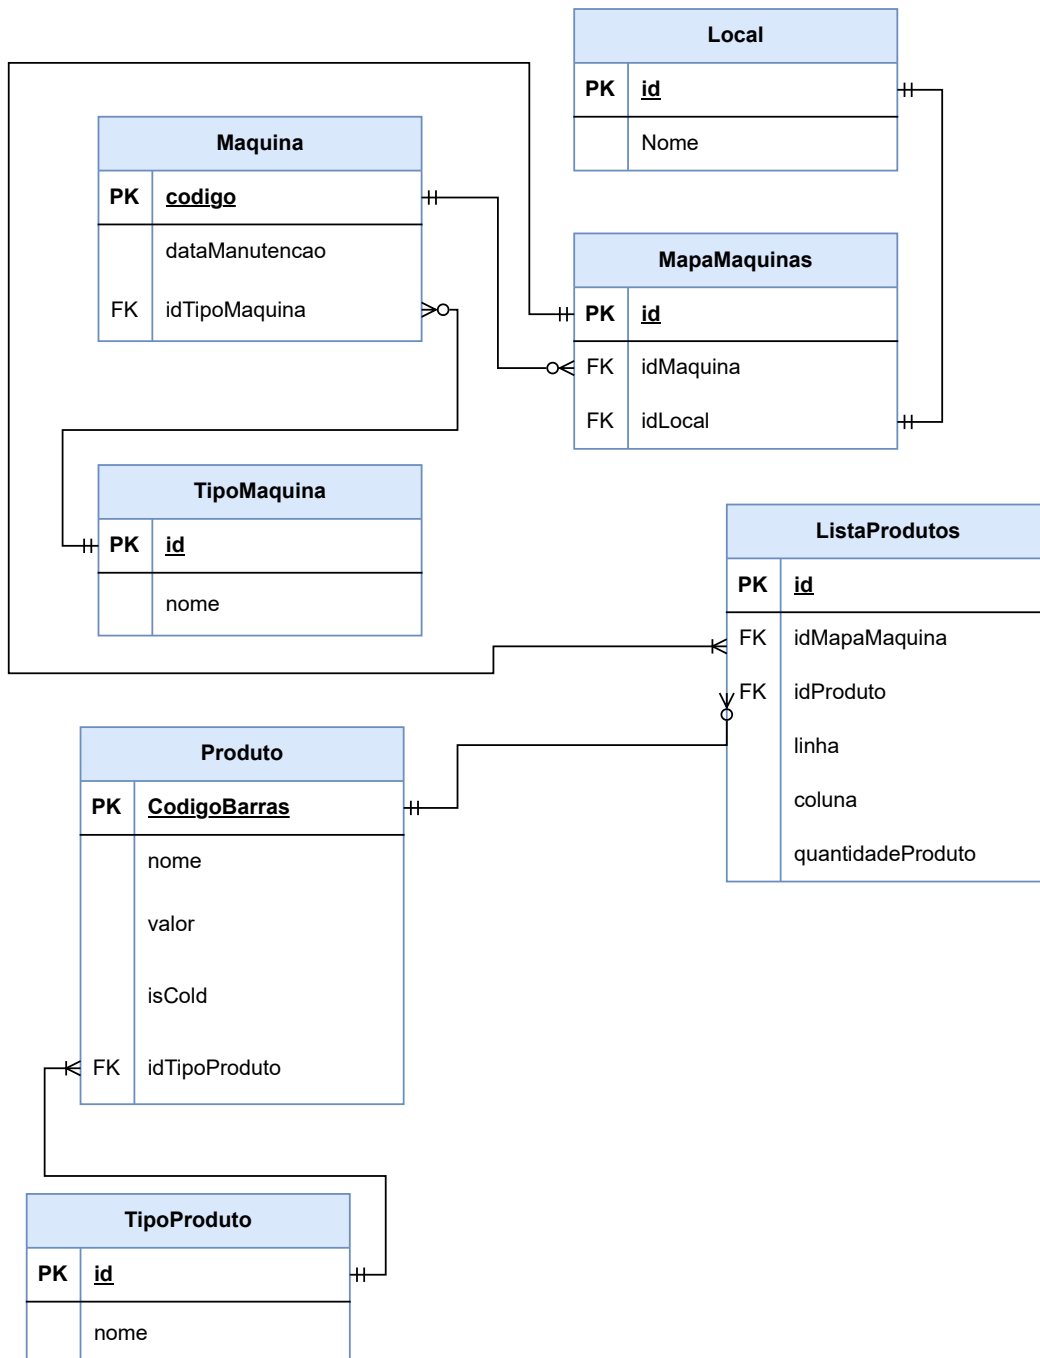 Local
PK id
Nome
Maquina
PK codigo
dataManutencao
FK idTipoMaquina
MapaMaquinas
PK id
FK idMaquina
FK idLocal
TipoMaquina
PK id
nome
ListaProdutos
PK id
FK idMapaMaquina
FK idProduto
linha
coluna
quantidadeProduto
Produto
PK CodigoBarras
nome
valor
isCold
FK idTipoProduto
TipoProduto
PK id
nome